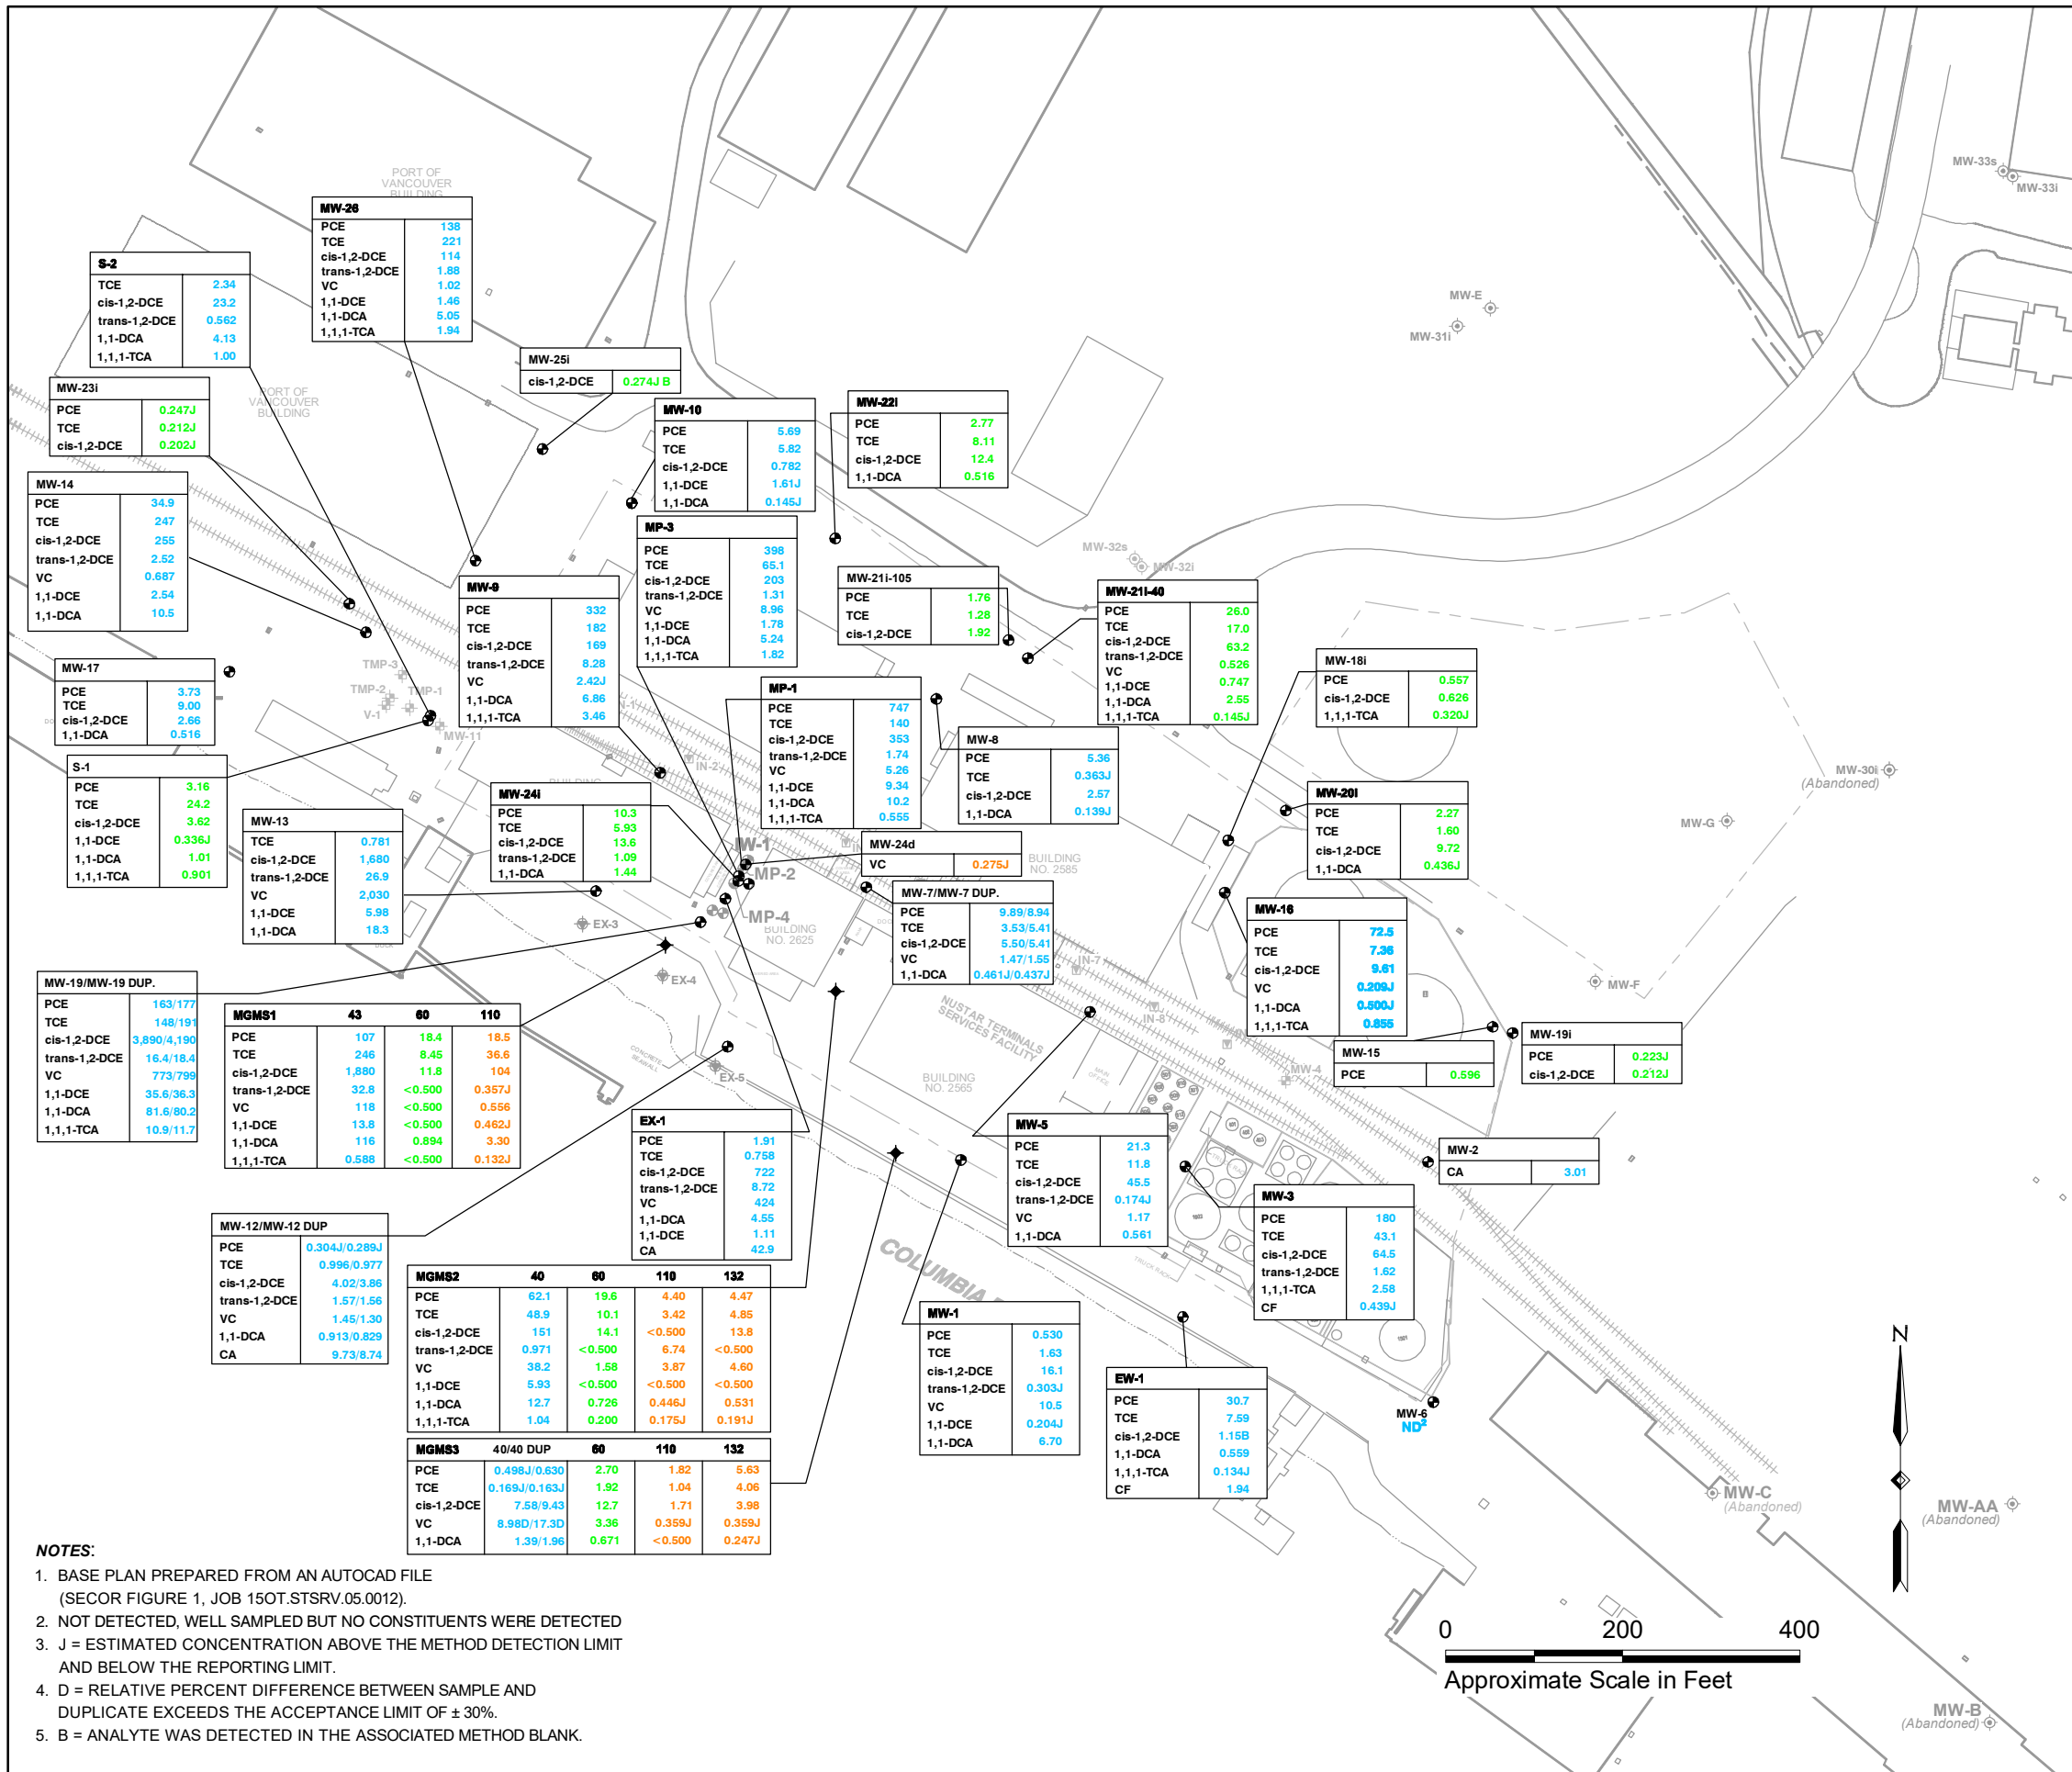 PORT OF
VANCOUVER
BUILDING
MW-33s
MW-33i
MW-26
PCE 138
TCE 221
cis-1,2-DCE 114
trans-1,2-DCE 1.88
VC 1.02
1,1-DCE 1.46
1,1-DCA 5.05
1,1,1-TCA 1.94
S-2
TCE 2.34
cis-1,2-DCE 23.2
trans-1,2-DCE 0.562
1,1-DCA 4.13
1,1,1-TCA 1.00
MW-E
MW-31i
MW-25i
cis-1,2-DCE 0.274J B
MW-23i
PCE 0.247J
TCE 0.212J
cis-1,2-DCE 0.202J
PORT OF
VANCOUVER
BUILDING
MW-10
PCE 5.69
TCE 5.82
cis-1,2-DCE 0.782
1,1-DCE 1.61J
1,1-DCA 0.145J
MW-22I
PCE 2.77
TCE 8.11
cis-1,2-DCE 12.4
1,1-DCA 0.516
MW-14
PCE 34.9
TCE 247
cis-1,2-DCE 255
trans-1,2-DCE 2.52
VC 0.687
1,1-DCE 2.54
1,1-DCA 10.5
MP-3
PCE 398
TCE 65.1
cis-1,2-DCE 203
trans-1,2-DCE 1.31
VC 8.96
1,1-DCE 1.78
1,1-DCA 5.24
1,1,1-TCA 1.82
MW-32s
MW-32i
MW-9
PCE 332
TCE 182
cis-1,2-DCE 169
trans-1,2-DCE 8.28
VC 2.42J
1,1-DCA 6.86
1,1,1-TCA 3.46
MW-21i-105
PCE 1.76
TCE 1.28
cis-1,2-DCE 1.92
MW-21I-40
PCE 26.0
TCE 17.0
cis-1,2-DCE 63.2
trans-1,2-DCE 0.526
VC
1,1-DCE 0.747
1,1-DCA 2.55
1,1,1-TCA 0.145J
MW-17
PCE 3.73
TCE 9.00
cis-1,2-DCE 2.66
1,1-DCA 0.516
TMP-3
TMP-2
TMP-1
V-1
MW-11
MW-18i
PCE 0.557
cis-1,2-DCE 0.626
1,1,1-TCA 0.320J
MP-1
PCE 747
TCE 140
cis-1,2-DCE 353
trans-1,2-DCE 1.74
VC 5.26
1,1-DCE 9.34
1,1-DCA 10.2
1,1,1-TCA 0.555
MW-8
PCE 5.36
TCE 0.363J
cis-1,2-DCE 2.57
1,1-DCA 0.139J
S-1
PCE 3.16
TCE 24.2
cis-1,2-DCE 3.62
1,1-DCE 0.336J
1,1-DCA 1.01
1,1,1-TCA 0.901
IN-2
BUILDING
MW-30i
(Abandoned)
MW-G
MW-24i
PCE 10.3
TCE 5.93
cis-1,2-DCE 13.6
trans-1,2-DCE 1.09
1,1-DCA 1.44
MW-20I
PCE 2.27
TCE 1.60
cis-1,2-DCE 9.72
1,1-DCA 0.436J
MW-13
TCE 0.781
cis-1,2-DCE 1,680
trans-1,2-DCE 26.9
VC 2,030
1,1-DCE 5.98
1,1-DCA 18.3
MW-24d
VC 0.275J
BUILDING
NO. 2585
IW-1
MP-2
MP-4
BUILDING
NO. 2625
MW-7/MW-7 DUP.
PCE 9.89/8.94
TCE 3.53/5.41
cis-1,2-DCE 5.50/5.41
VC 1.47/1.55
1,1-DCA 0.461J/0.437J
MW-16
PCE 72.5
TCE 7.36
cis-1,2-DCE 9.61
VC 0.209J
1,1-DCA 0.500J
1,1,1-TCA 0.855
EX-3
EX-4
DOCK
IN-7
IN-8
MW-F
MW-19/MW-19 DUP.
PCE 163/177
TCE 148/191
cis-1,2-DCE 3,890/4,190
trans-1,2-DCE 16.4/18.4
VC 773/799
1,1-DCE 35.6/36.3
1,1-DCA 81.6/80.2
1,1,1-TCA 10.9/11.7
MGMS1 43 60 110
PCE 107 18.4 18.5
TCE 246 8.45 36.6
cis-1,2-DCE 1,880 11.8 104
trans-1,2-DCE 32.8 <0.500 0.357J
VC 118 <0.500 0.556
1,1-DCE 13.8 <0.500 0.462J
1,1-DCA 116 0.894 3.30
1,1,1-TCA 0.588 <0.500 0.132J
NUSTAR TERMINALS
SERVICES FACILITY
MW-15
PCE 0.596
MW-19i
PCE 0.223J
cis-1,2-DCE 0.212J
CONCRETE
SEAWALL
EX-5
BUILDING
NO. 2565
MAIN
OFFICE
MW-4
EX-1
PCE 1.91
TCE 0.758
cis-1,2-DCE 722
trans-1,2-DCE 8.72
VC 424
1,1-DCA 4.55
1,1-DCE 1.11
CA 42.9
MW-5
PCE 21.3
TCE 11.8
cis-1,2-DCE 45.5
trans-1,2-DCE 0.174J
VC 1.17
1,1-DCA 0.561
MW-2
CA 3.01
MW-3
PCE 180
TCE 43.1
cis-1,2-DCE 64.5
trans-1,2-DCE 1.62
1,1,1-TCA 2.58
CF 0.439J
MW-12/MW-12 DUP
PCE 0.304J/0.289J
TCE 0.996/0.977
cis-1,2-DCE 4.02/3.86
trans-1,2-DCE 1.57/1.56
VC 1.45/1.30
1,1-DCA 0.913/0.829
CA 9.73/8.74
COLUMBIA
TRUCK RACK
MGMS2 40 60 110 132
PCE 62.1 19.6 4.40 4.47
TCE 48.9 10.1 3.42 4.85
cis-1,2-DCE 151 14.1 <0.500 13.8
trans-1,2-DCE 0.971 <0.500 6.74 <0.500
VC 38.2 1.58 3.87 4.60
1,1-DCE 5.93 <0.500 <0.500 <0.500
1,1-DCA 12.7 0.726 0.446J 0.531
1,1,1-TCA 1.04 0.200 0.175J 0.191J
MW-1
PCE 0.530
TCE 1.63
cis-1,2-DCE 16.1
trans-1,2-DCE 0.303J
VC 10.5
1,1-DCE 0.204J
1,1-DCA 6.70
EW-1
PCE 30.7
TCE 7.59
cis-1,2-DCE 1.15B
1,1-DCA 0.559
1,1,1-TCA 0.134J
CF 1.94
MW-6
ND2
MGMS3 40/40 DUP 60 110 132
PCE 0.498J/0.630 2.70 1.82 5.63
TCE 0.169J/0.163J 1.92 1.04 4.06
cis-1,2-DCE 7.58/9.43 12.7 1.71 3.98
VC 8.98D/17.3D 3.36 0.359J 0.359J
1,1-DCA 1.39/1.96 0.671 <0.500 0.247J
N
MW-C
(Abandoned)
MW-AA
(Abandoned)
MW-B
(Abandoned)
NOTES:
1. BASE PLAN PREPARED FROM AN AUTOCAD FILE
(SECOR FIGURE 1, JOB 15OT.STSRV.05.0012).
2. NOT DETECTED, WELL SAMPLED BUT NO CONSTITUENTS WERE DETECTED
3. J = ESTIMATED CONCENTRATION ABOVE THE METHOD DETECTION LIMIT
AND BELOW THE REPORTING LIMIT.
4. D = RELATIVE PERCENT DIFFERENCE BETWEEN SAMPLE AND
DUPLICATE EXCEEDS THE ACCEPTANCE LIMIT OF ± 30%.
5. B = ANALYTE WAS DETECTED IN THE ASSOCIATED METHOD BLANK.
0 200 400
Approximate Scale in Feet